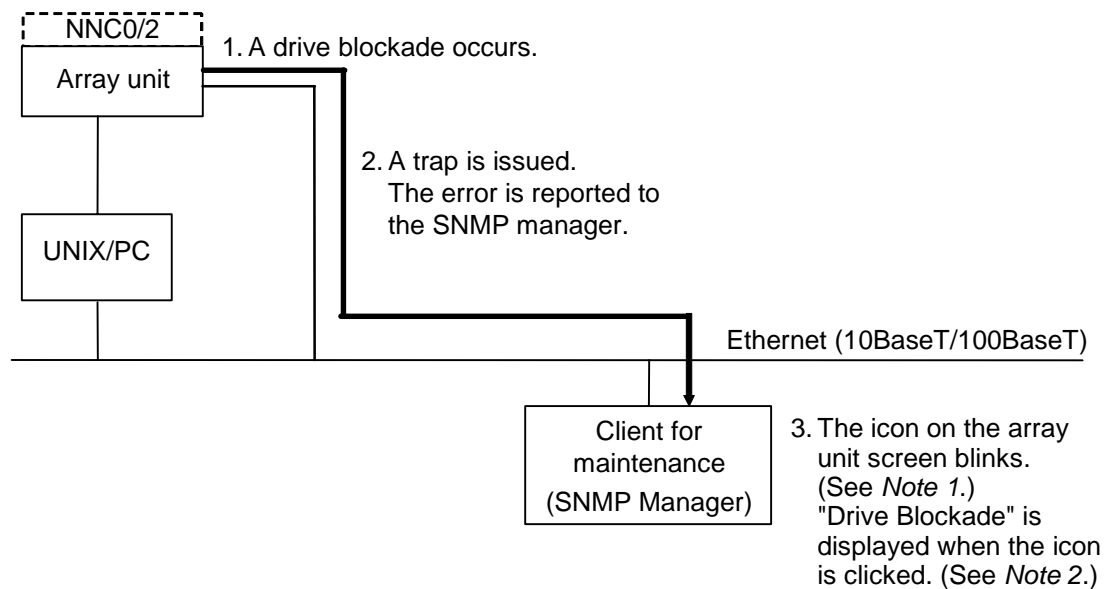 NNC0/2
1. A drive blockade occurs.
Array unit
2. A trap is issued.
The error is reported to
the SNMP manager.
UNIX/PC
Ethernet (10BaseT/100BaseT)
Client for
maintenance
(SNMP Manager)
3. The icon on the array
unit screen blinks.
(See Note 1.)
"Drive Blockade" is
displayed when the icon
is clicked. (See Note 2.)